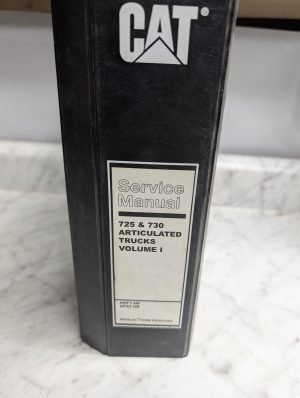 CAT
Service
Manual
725 & 730
ARTICULATED
TRUCKS
VOLUME I